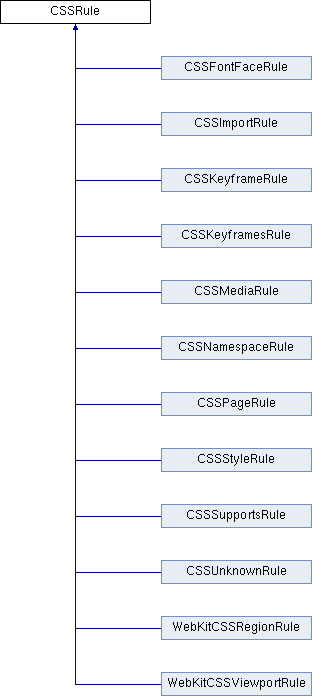 CSSRule
CSSFontFaceRule
CSSImportRule
CSSKeyframeRule
CSSKeyframesRule
CSSMediaRule
CSSNamespaceRule
CSSPageRule
CSSStyleRule
CSSSupportsRule
CSSUnknownRule
WebKitCSSRegionRule
WebKitCSSViewportRule